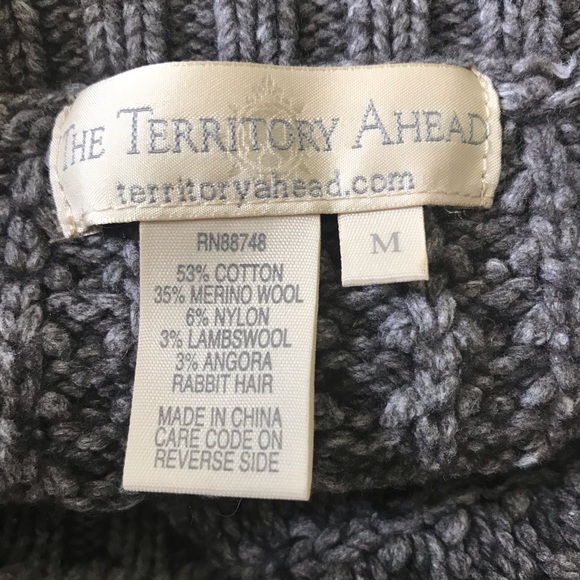 THE TERRITORY AHEAD
territoryahead.com
M
RN88748
53% COTTON
35% MERINO WOOL
6% NYLON
3% LAMBSWOOL
3% ANGORA
RABBIT HAIR
MADE IN CHINA
CARE CODE ON
REVERSE SIDE